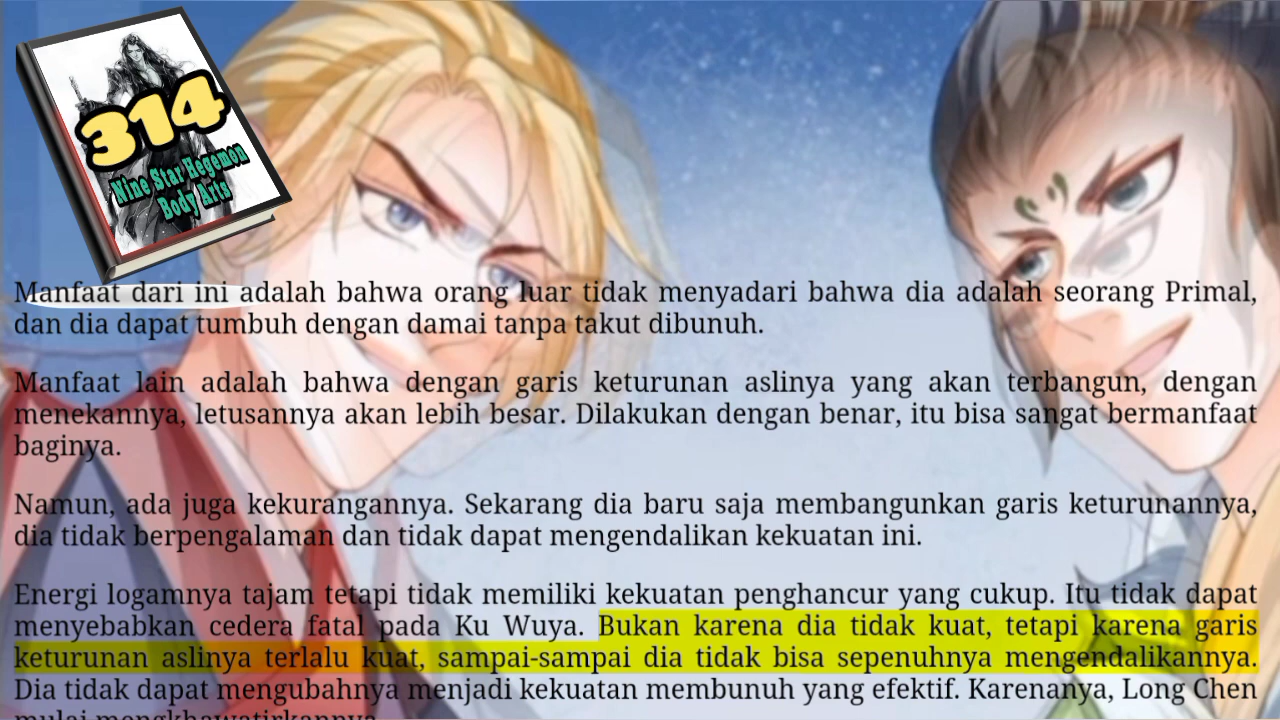 314
Nine Star Hegemon
Body Arts
Manfaat dari ini adalah bahwa orang luar tidak menyadari bahwa dia adalah seorang Primal,
dan dia dapat tumbuh dengan damai tanpa takut dibunuh.
Manfaat lain adalah bahwa dengan garis keturunan aslinya yang akan terbangun, dengan
menekannya, letusannya akan lebih besar. Dilakukan dengan benar, itu bisa sangat bermanfaat
baginya.
Namun, ada juga kekurangannya. Sekarang dia baru saja membangunkan garis keturunannya,
dia tidak berpengalaman dan tidak dapat mengendalikan kekuatan ini.
Energi logamnya tajam tetapi tidak memiliki kekuatan penghancur yang cukup. Itu tidak dapat
menyebabkan cedera fatal pada Ku Wuya. Bukan karena dia tidak kuat, tetapi karena garis
keturunan aslinya terlalu kuat, sampai-sampai dia tidak bisa sepenuhnya mengendalikannya.
Dia tidak dapat mengubahnya menjadi kekuatan membunuh yang efektif. Karenanya, Long Chen
mulai mengkhawatirkannya.